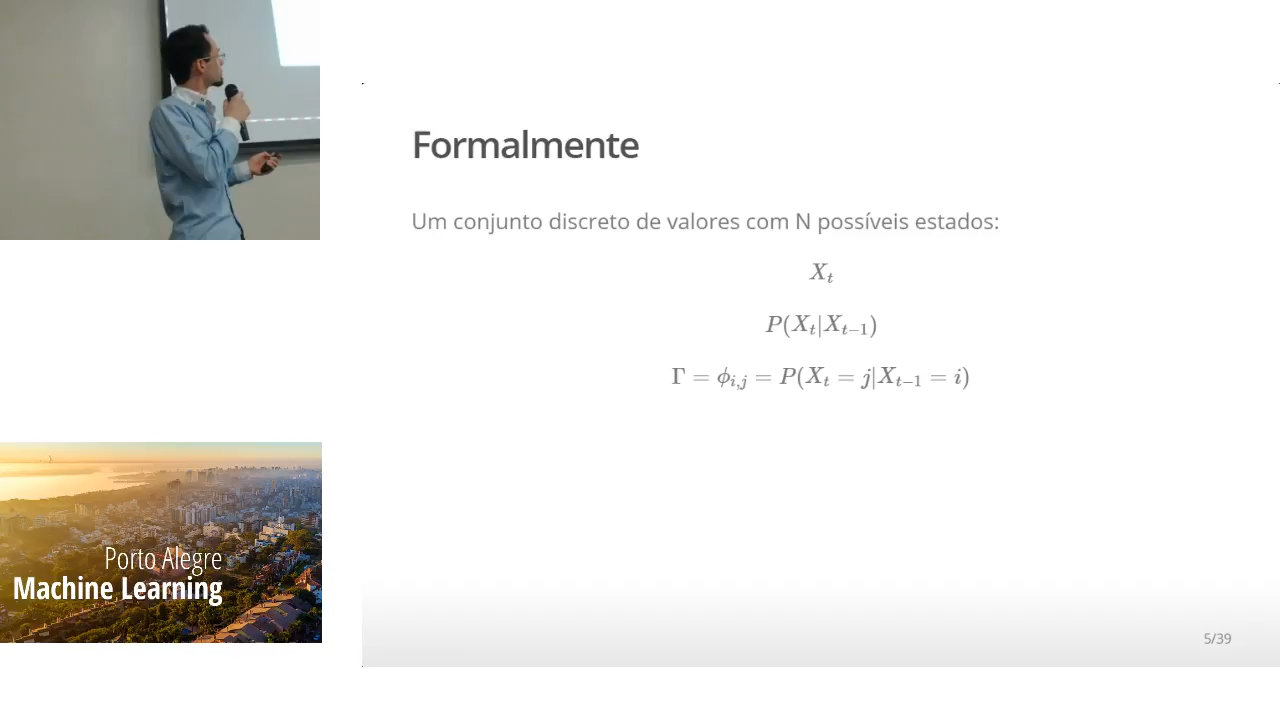 Formalmente
Um conjunto discreto de valores com N possíveis estados:
X_t
P(X_t|X_{t−1})
Γ = ϕ_{i,j} = P(X_t = j|X_{t−1} = i)
Porto Alegre
Machine Learning
5/39